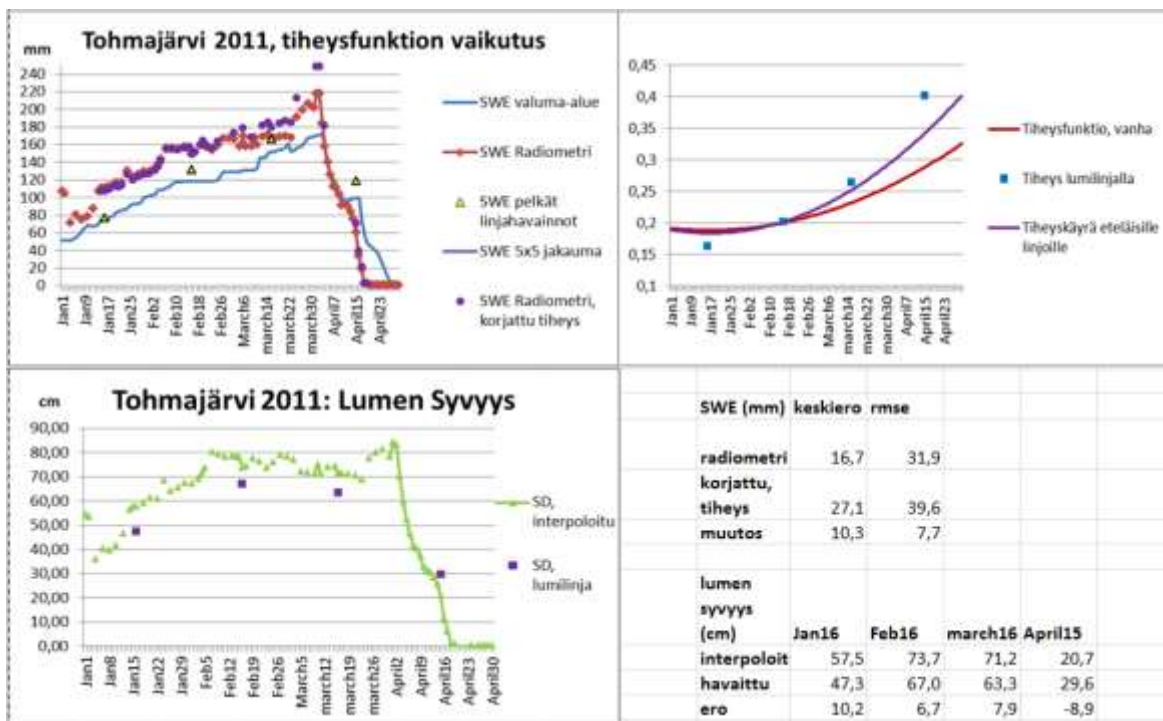 Tohmajärvi 2011, tiheysfunktion vaikutus
mm
240
220
200
180
160
140
120
100
80
60
40
20
0
Jan1
Jan9
Jan17
Jan25
Feb2
Feb10
Feb18
Feb26
March6
march14
march22
march30
April7
April15
April23
SWE valuma-alue
SWE Radiometri
SWE pelkät
linjahavainnot
SWE 5x5 jakauma
SWE Radiometri,
korjattu tiheys
0,45
0,4
0,35
0,3
0,25
0,2
0,15
0,1
Jan1
Jan9
Jan17
Jan25
Feb2
Feb10
Feb18
Feb26
March6
march14
march22
march30
April7
April15
April23
Tiheysfunktio, vanha
Tiheys lumilinjalla
Tiheyskäyrä eteläisille
linjoille
cm
Tohmajärvi 2011: Lumen Syvyys
90,00
80,00
70,00
60,00
50,00
40,00
30,00
20,00
10,00
0,00
Jan1
Jan8
Jan15
Jan22
Jan29
Feb5
Feb12
Feb19
Feb26
march5
march12
march19
march26
April2
April9
April16
April23
April30
SD,
interpoloitu
SD,
lumilinja
SWE (mm) keskiero rmse
radiometri 16,7 31,9
korjattu,
tiheys 27,1 39,6
muutos 10,3 7,7
lumen
syvyys
(cm) Jan16 Feb16 march16 April15
interpoloit 57,5 73,7 71,2 20,7
havaittu 47,3 67,0 63,3 29,6
ero 10,2 6,7 7,9 -8,9